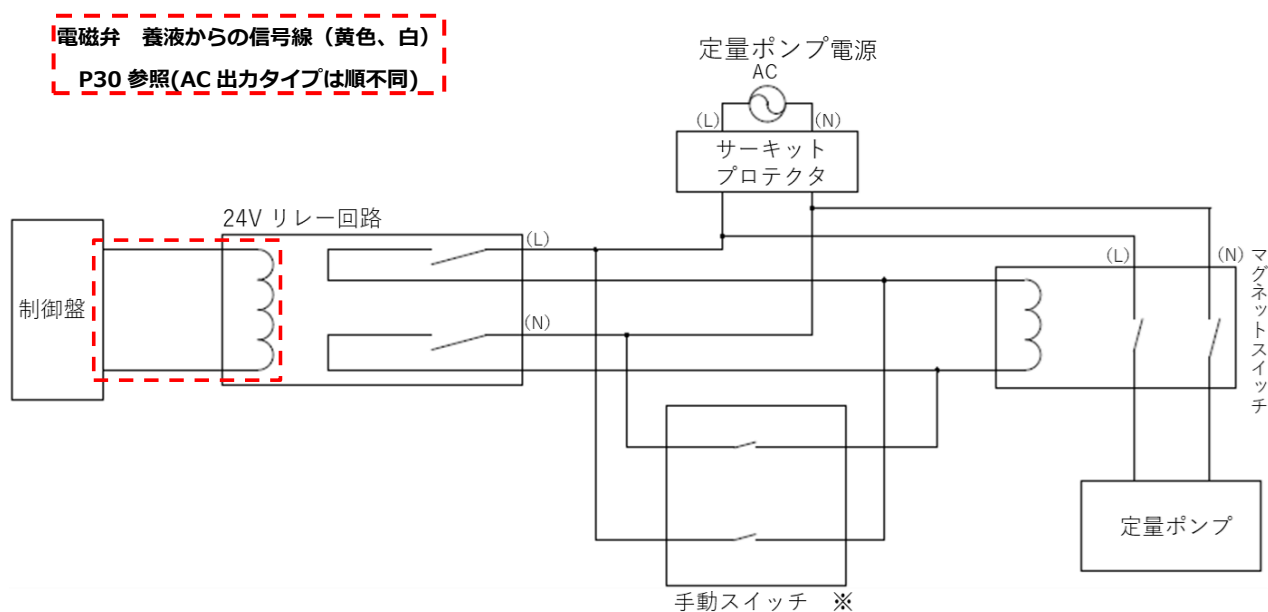 電磁弁　養液からの信号線（黄色、白）
P30 参照(AC 出力タイプは順不同)
定量ポンプ電源
AC
(L)
(N)
サーキット
プロテクタ
24V リレー回路
(L)
(N)
制御盤
(L)
(N)
マグネットスイッチ
定量ポンプ
手動スイッチ　※